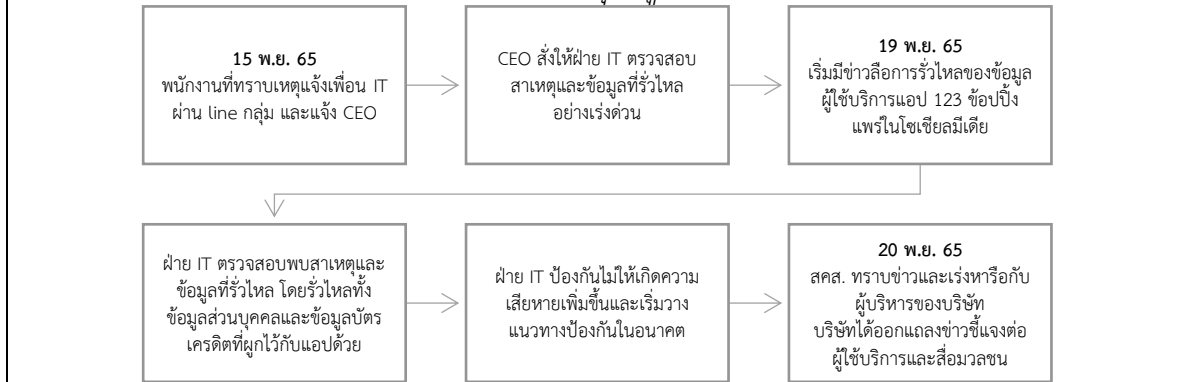 15 พ.ย. 65
พนักงานที่ทราบเหตุแจ้งเพื่อน IT
ผ่าน line กลุ่ม และแจ้ง CEO
CEO สั่งให้ฝ่าย IT ตรวจสอบ
สาเหตุและข้อมูลที่รั่วไหล
อย่างเร่งด่วน
19 พ.ย. 65
เริ่มมีข่าวลือการรั่วไหลของข้อมูล
ผู้ใช้บริการแอป 123 ช้อปปิ้ง
แพร่ในโซเชียลมีเดีย
ฝ่าย IT ตรวจสอบพบสาเหตุและ
ข้อมูลที่รั่วไหล โดยรั่วไหลทั้ง
ข้อมูลส่วนบุคคลและข้อมูลบัตร
เครดิตที่ผูกไว้กับแอปด้วย
ฝ่าย IT ป้องกันไม่ให้เกิดความ
เสียหายเพิ่มขึ้นและเริ่มวาง
แนวทางป้องกันในอนาคต
20 พ.ย. 65
สคส. ทราบข่าวและเร่งหารือกับ
ผู้บริหารของบริษัท
บริษัทได้ออกแถลงข่าวชี้แจงต่อ
ผู้ใช้บริการและสื่อมวลชน